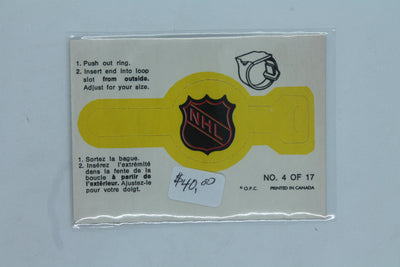 1. Push out ring.
2. Insert end into loop
slot from outside.
Adjust for your size.
NHL
1. Sortez la bague.
2. Insérez l'extrémité
dans la fente de la
boucle à partir de
l'extérieur. Ajustez-le
pour votre doigt.
$40.00
NO. 4 OF 17
© O.P.C. PRINTED IN CANADA